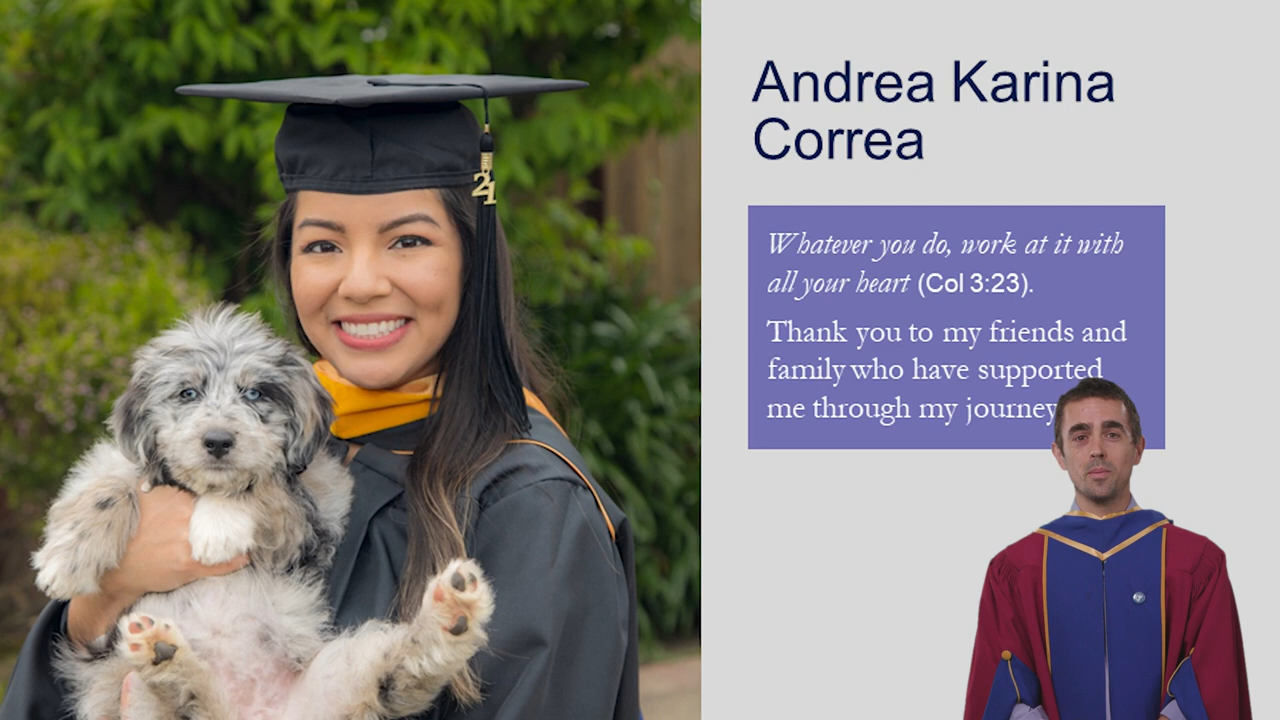 Andrea Karina
Correa
Whatever you do, work at it with
all your heart (Col 3:23).
Thank you to my friends and
family who have supported
me through my journey
21